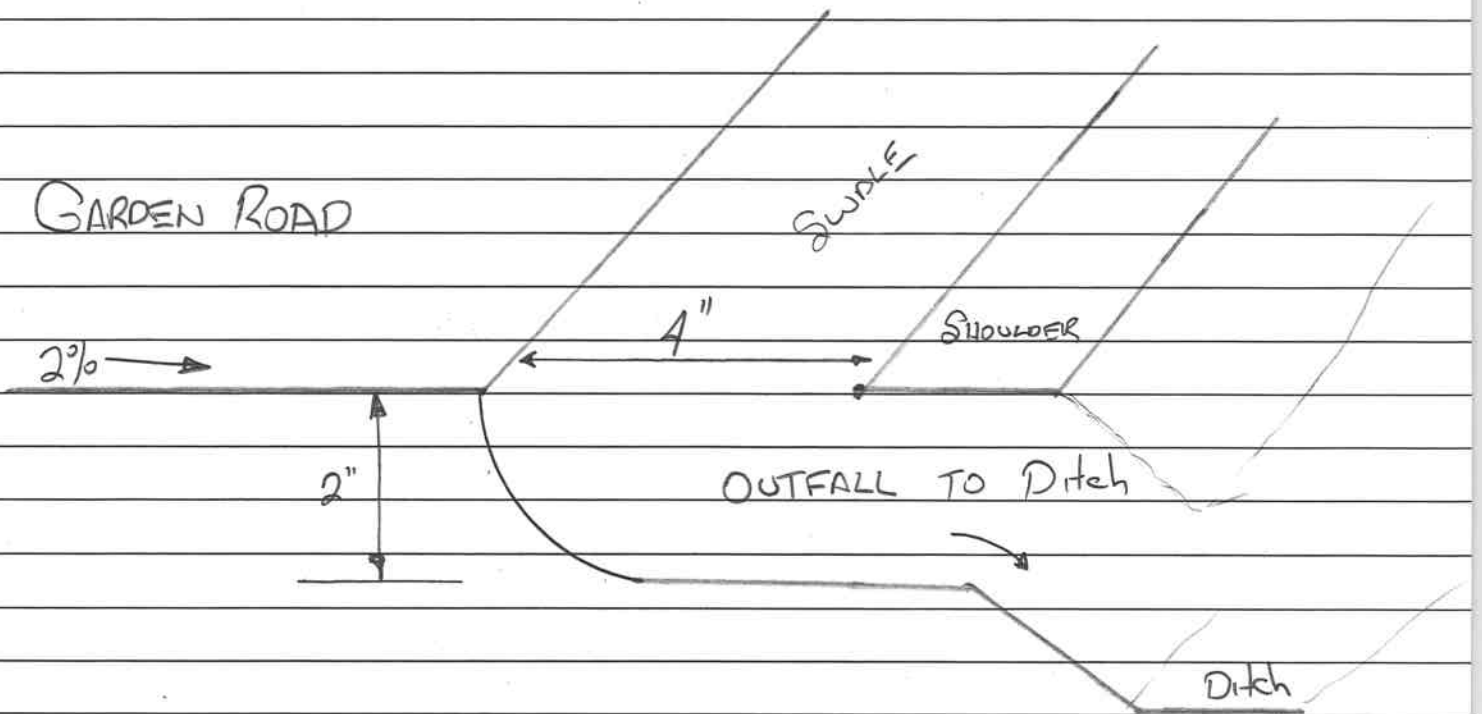 GARDEN ROAD
SWALE
4"
SHOULDER
2%
2"
OUTFALL TO Ditch
Ditch